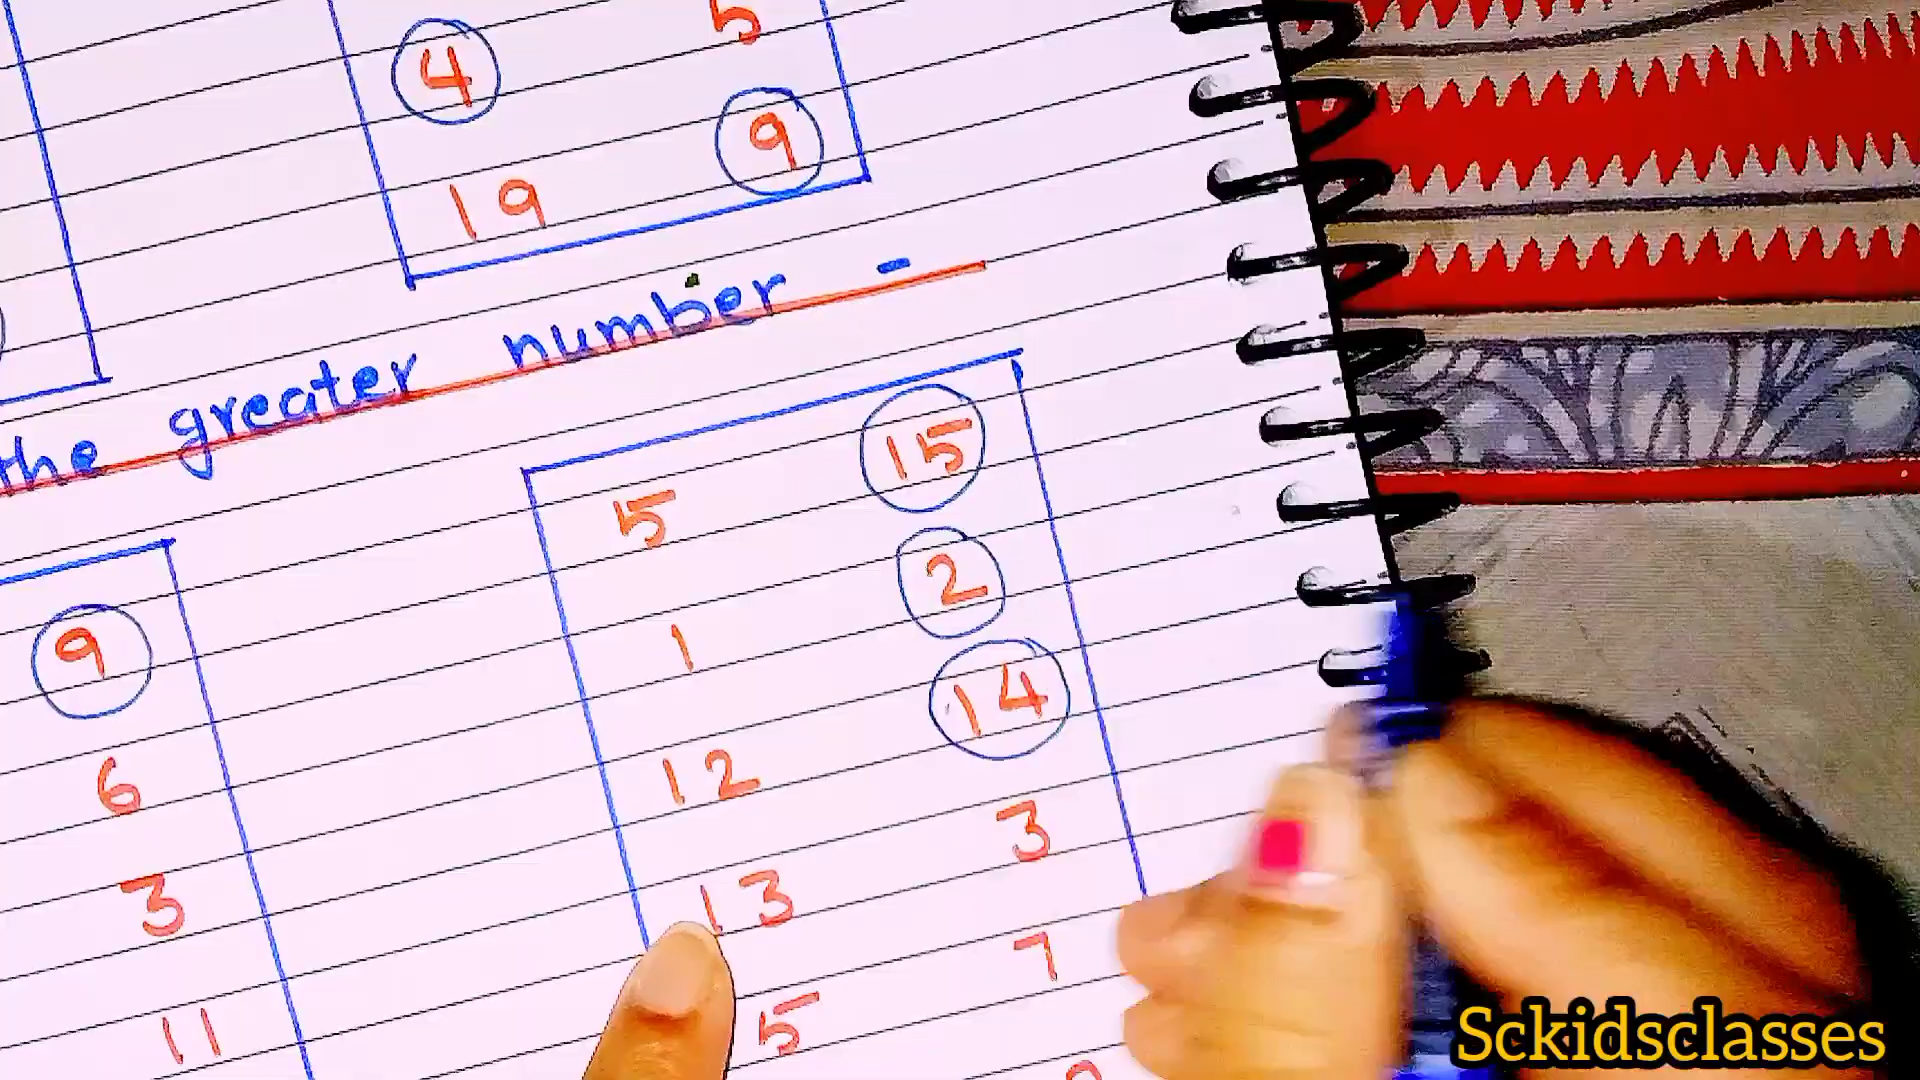 4 5
19 9
the greater number -
5 15
9 1 2
6 12 14
3 13 3
11 5 7
Sckidsclasses